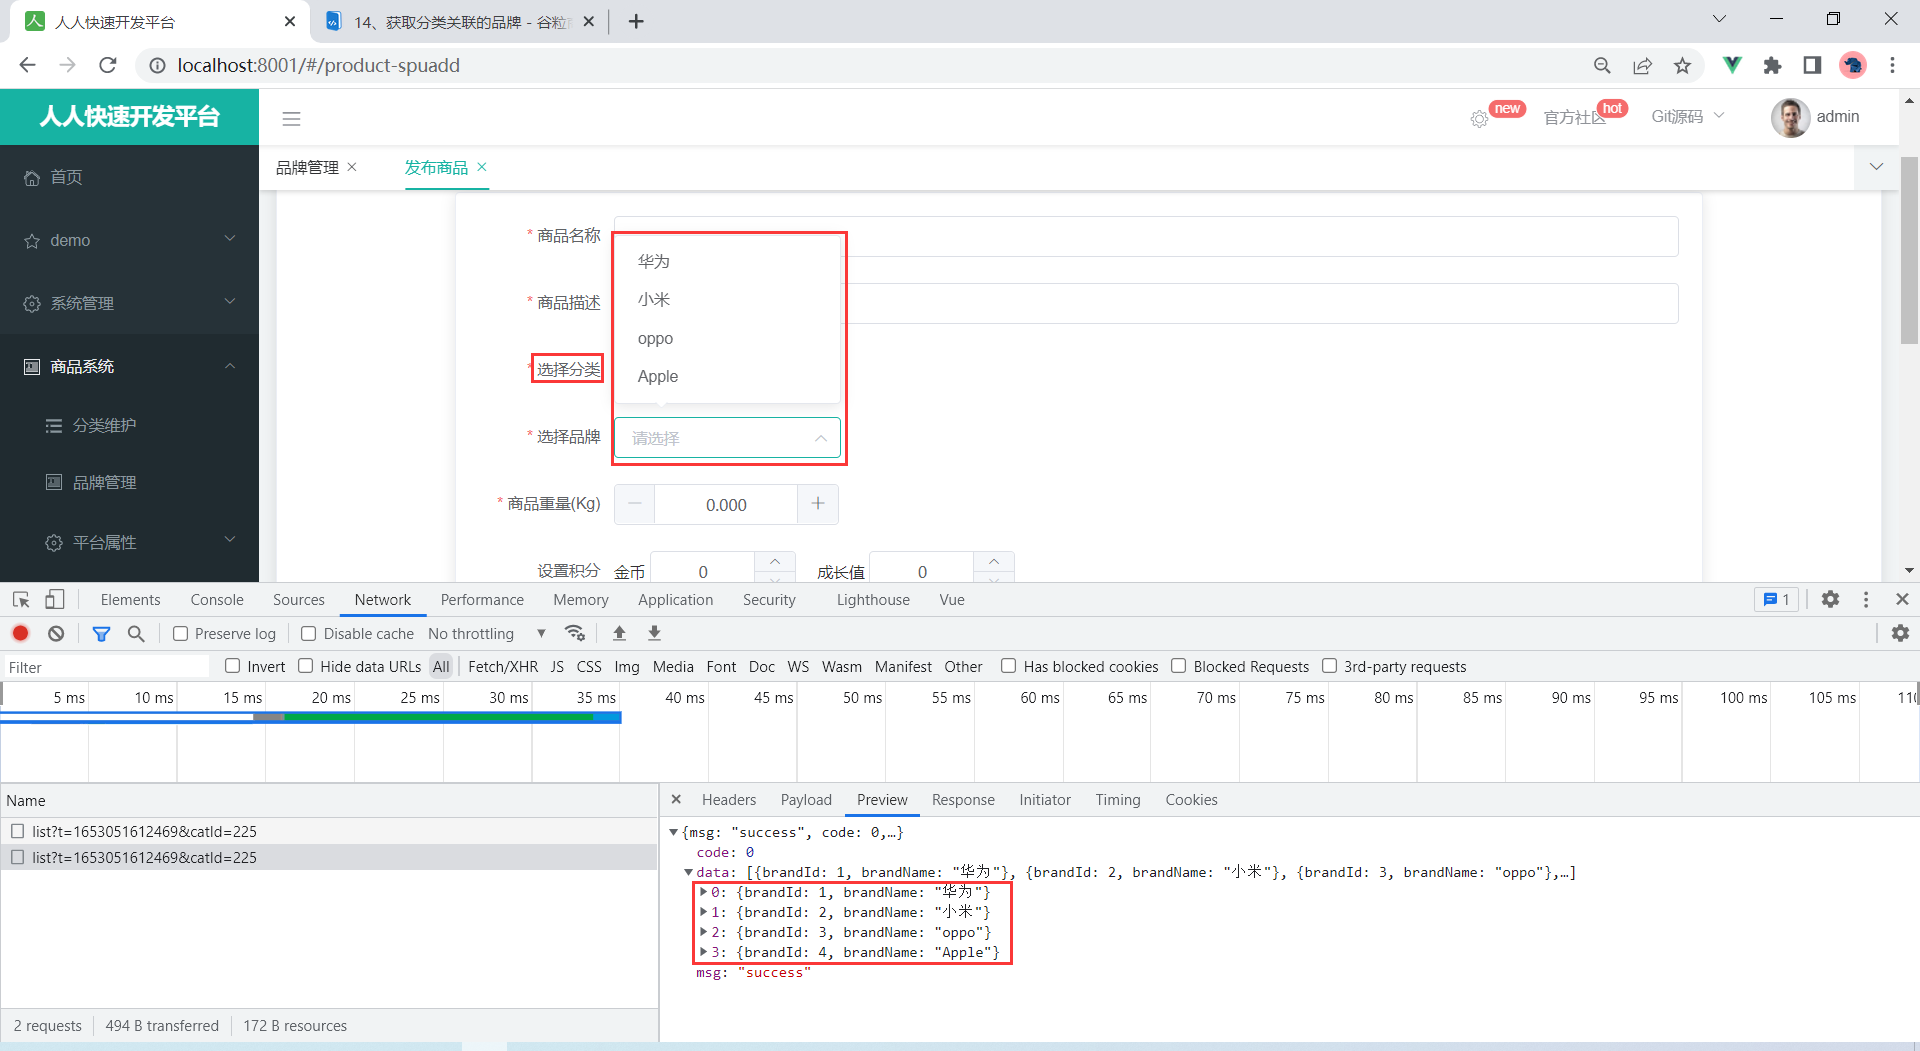 人人快速开发平台
14、获取分类关联的品牌 - 谷粒
localhost:8001/#/product-spuadd
人人快速开发平台
new
官方社区
hot
Git源码
admin
首页
demo
系统管理
商品系统
分类维护
品牌管理
平台属性
品牌管理
发布商品
* 商品名称
* 商品描述
* 选择分类
华为
小米
oppo
Apple
* 选择品牌
请选择
* 商品重量(Kg)
0.000
设置积分 金币 0 成长值 0
Elements Console Sources Network Performance Memory Application Security Lighthouse Vue
1
Preserve log Disable cache No throttling
Filter
Invert Hide data URLs All Fetch/XHR JS CSS Img Media Font Doc WS Wasm Manifest Other Has blocked cookies Blocked Requests 3rd-party requests
5 ms 10 ms 15 ms 20 ms 25 ms 30 ms 35 ms 40 ms 45 ms 50 ms 55 ms 60 ms 65 ms 70 ms 75 ms 80 ms 85 ms 90 ms 95 ms 100 ms 105 ms
Name
list?t=1653051612469&catId=225
list?t=1653051612469&catId=225
2 requests 494 B transferred 172 B resources
Headers Payload Preview Response Initiator Timing Cookies
{msg: "success", code: 0,…}
code: 0
data: [{brandId: 1, brandName: "华为"}, {brandId: 2, brandName: "小米"}, {brandId: 3, brandName: "oppo"},…]
0: {brandId: 1, brandName: "华为"}
1: {brandId: 2, brandName: "小米"}
2: {brandId: 3, brandName: "oppo"}
3: {brandId: 4, brandName: "Apple"}
msg: "success"